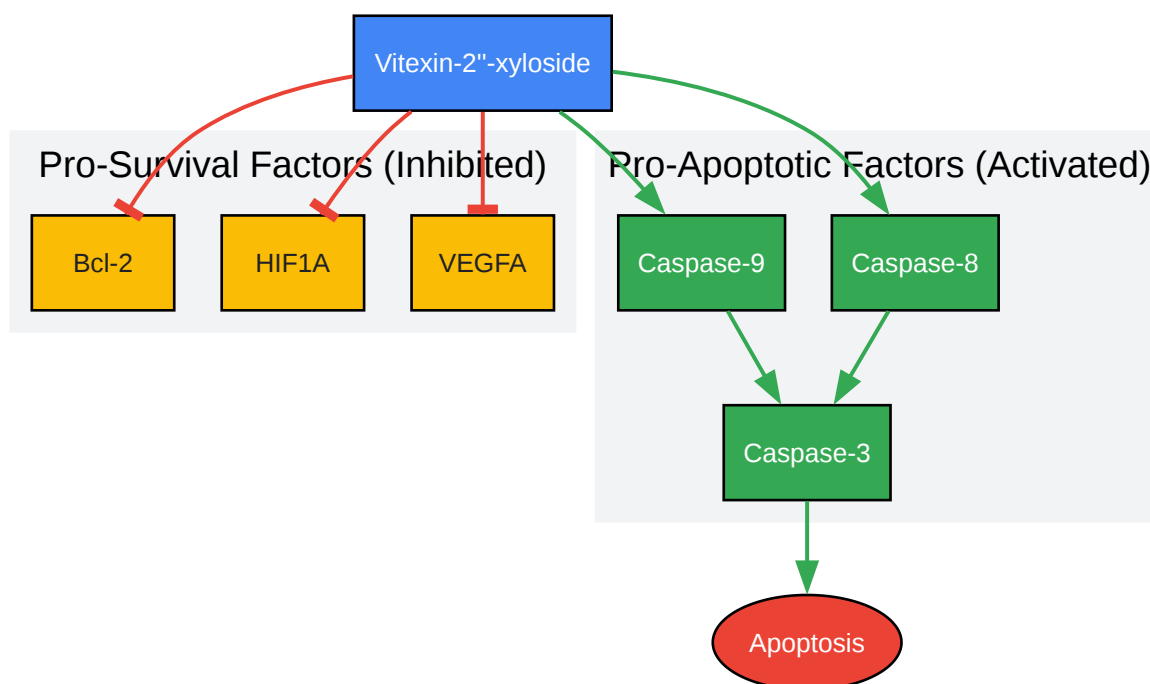 Vitexin-2"-xyloside
Pro-Survival Factors (Inhibited)
Pro-Apoptotic Factors (Activated)
Bcl-2
HIF1A
VEGFA
Caspase-9
Caspase-8
Caspase-3
Apoptosis